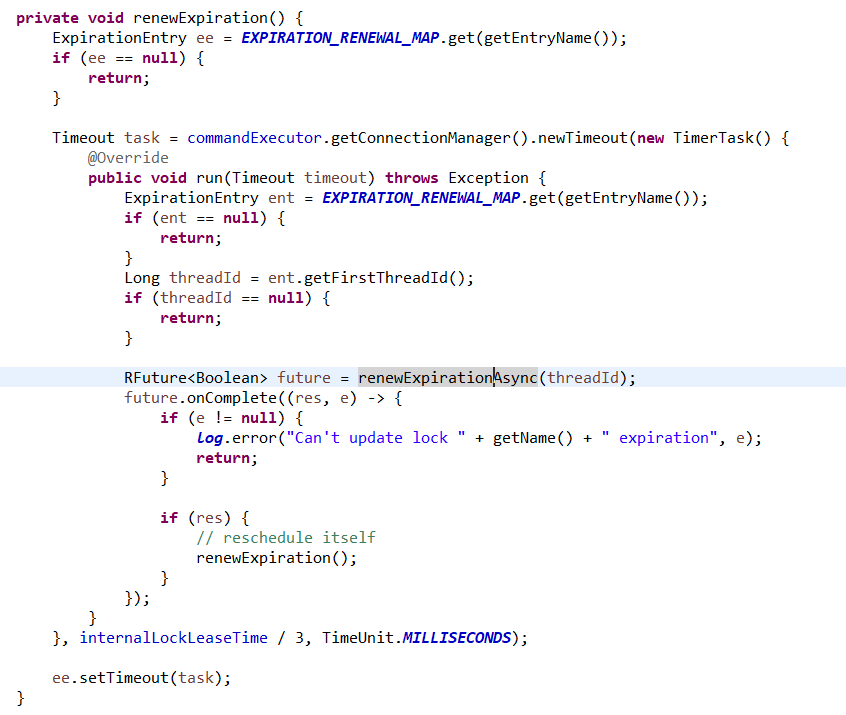 private void renewExpiration() {
    ExpirationEntry ee = EXPIRATION_RENEWAL_MAP.get(getEntryName());
    if (ee == null) {
        return;
    }

    Timeout task = commandExecutor.getConnectionManager().newTimeout(new TimerTask() {
        @Override
        public void run(Timeout timeout) throws Exception {
            ExpirationEntry ent = EXPIRATION_RENEWAL_MAP.get(getEntryName());
            if (ent == null) {
                return;
            }
            Long threadId = ent.getFirstThreadId();
            if (threadId == null) {
                return;
            }

            RFuture<Boolean> future = renewExpirationAsync(threadId);
            future.onComplete((res, e) -> {
                if (e != null) {
                    log.error("Can't update lock " + getName() + " expiration", e);
                    return;
                }

                if (res) {
                    // reschedule itself
                    renewExpiration();
                }
            });
        }
    }, internalLockLeaseTime / 3, TimeUnit.MILLISECONDS);

    ee.setTimeout(task);
}